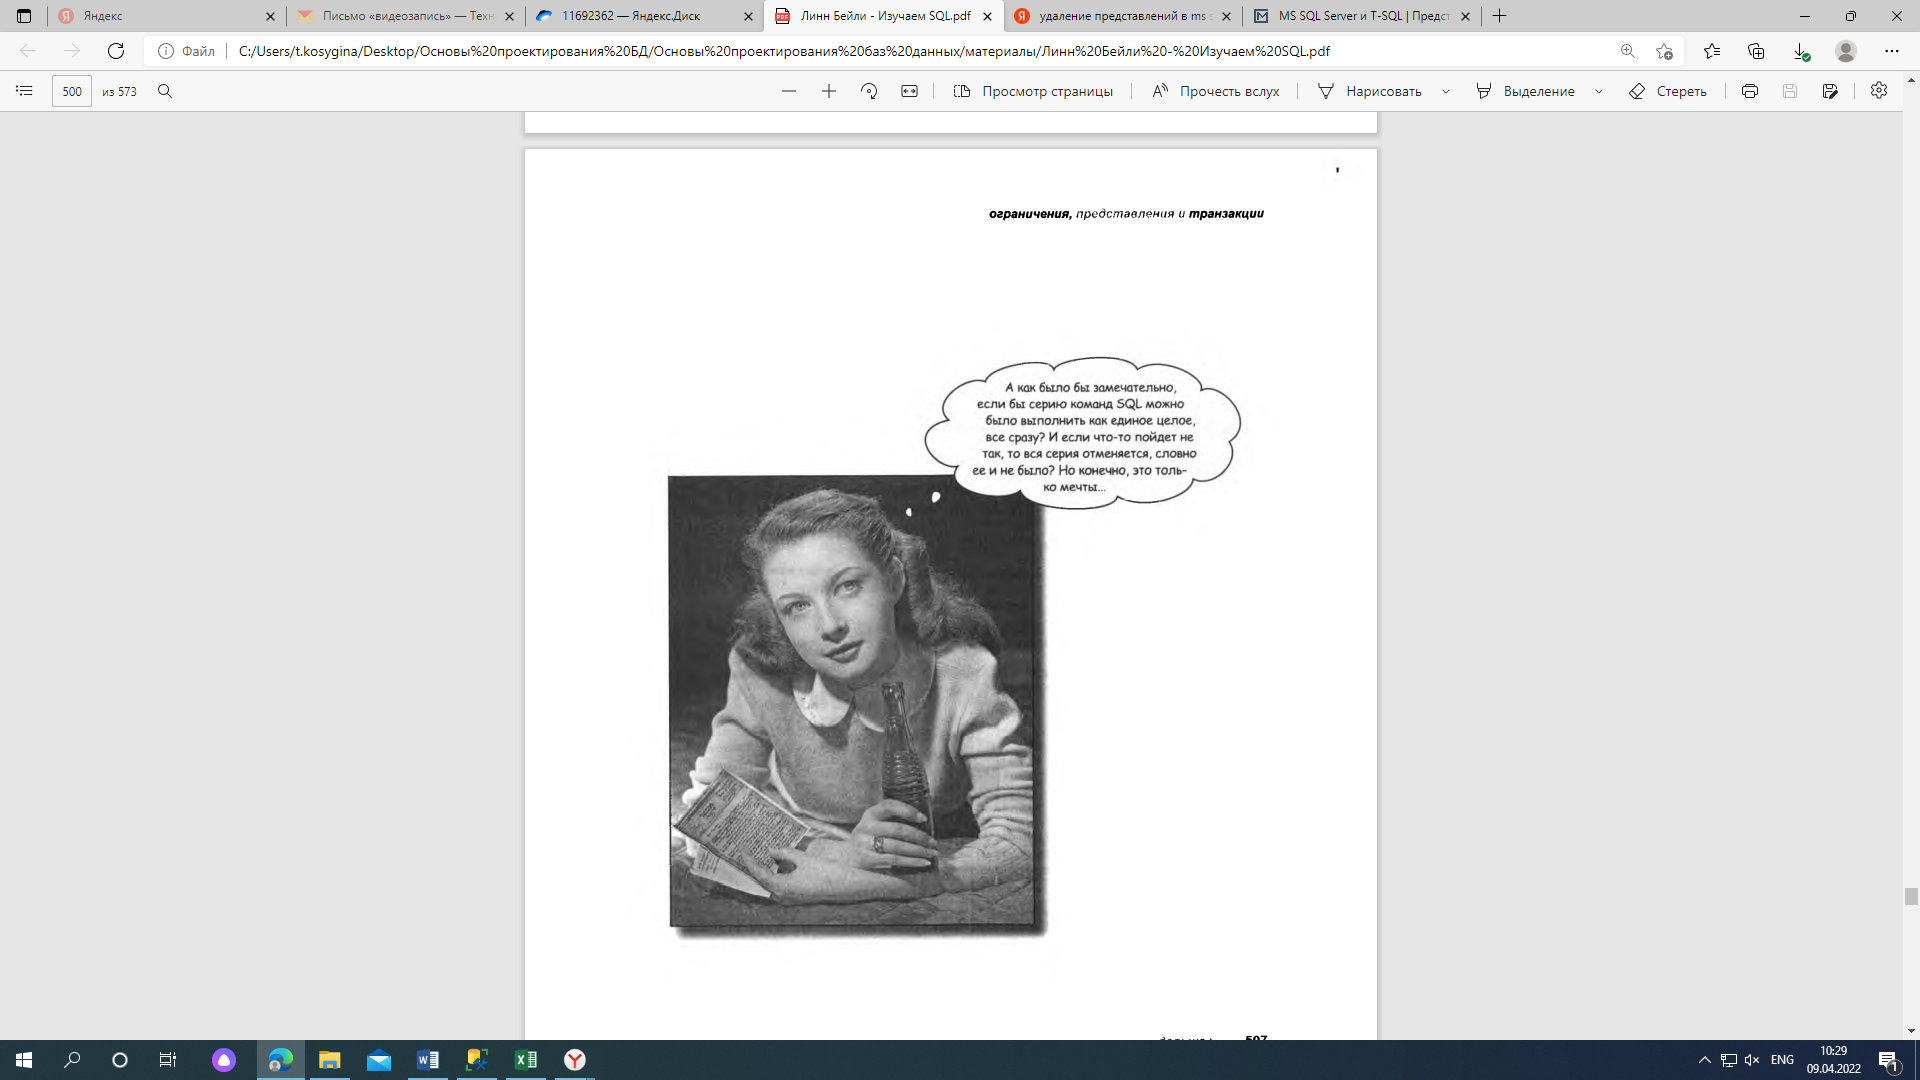 Яндекс
Письмо «видеозапись» — Техн
11692362 — Яндекс.Диск
Линн Бейли - Изучаем SQL.pdf
удаление представлений в ms s
MS SQL Server и T-SQL | Предст
Файл
C:/Users/t.kosygina/Desktop/Основы%20проектирования%20БД/Основы%20проектирования%20баз%20данных/материалы/Линн%20Бейли%20-%20Изучаем%20SQL.pdf
500 из 573
Просмотр страницы
Прочесть вслух
Нарисовать
Выделение
Стереть
ограничения, представления и транзакции
А как было бы замечательно,
если бы серию команд SQL можно
было выполнить как единое целое,
все сразу? И если что-то пойдет не
так, то вся серия отменяется, словно
ее и не было? Но конечно, это толь-
ко мечты...
507
ENG
10:29
09.04.2022
1